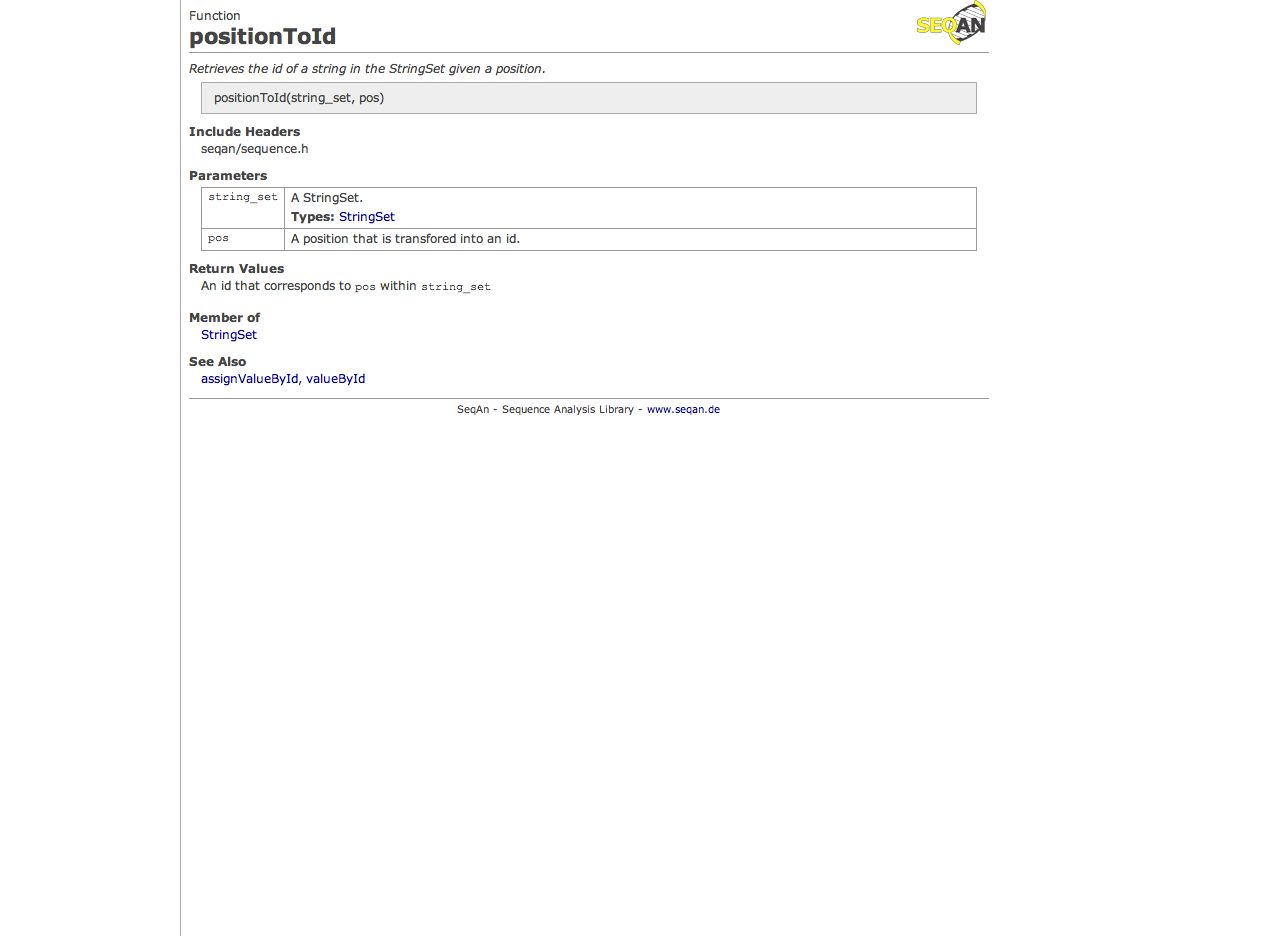 Function
SEQAN
positionToId
Retrieves the id of a string in the StringSet given a position.
positionToId(string_set, pos)
Include Headers
seqan/sequence.h
Parameters
string_set A StringSet.
Types: StringSet
pos A position that is transfored into an id.
Return Values
An id that corresponds to pos within string_set
Member of
StringSet
See Also
assignValueById, valueById
SeqAn - Sequence Analysis Library - www.seqan.de